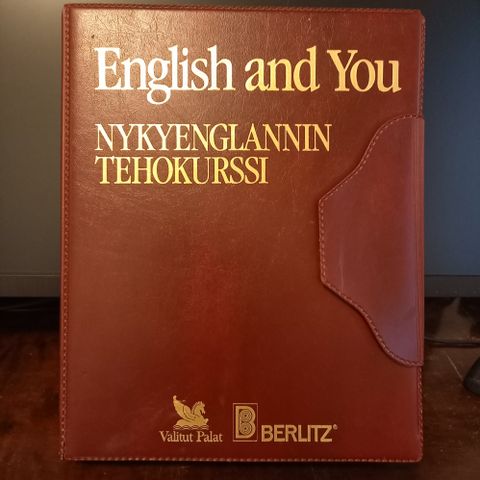 English and You
NYKYENGLANNIN
TEHOKURSSI
Valitut Palat
B BERLITZ®